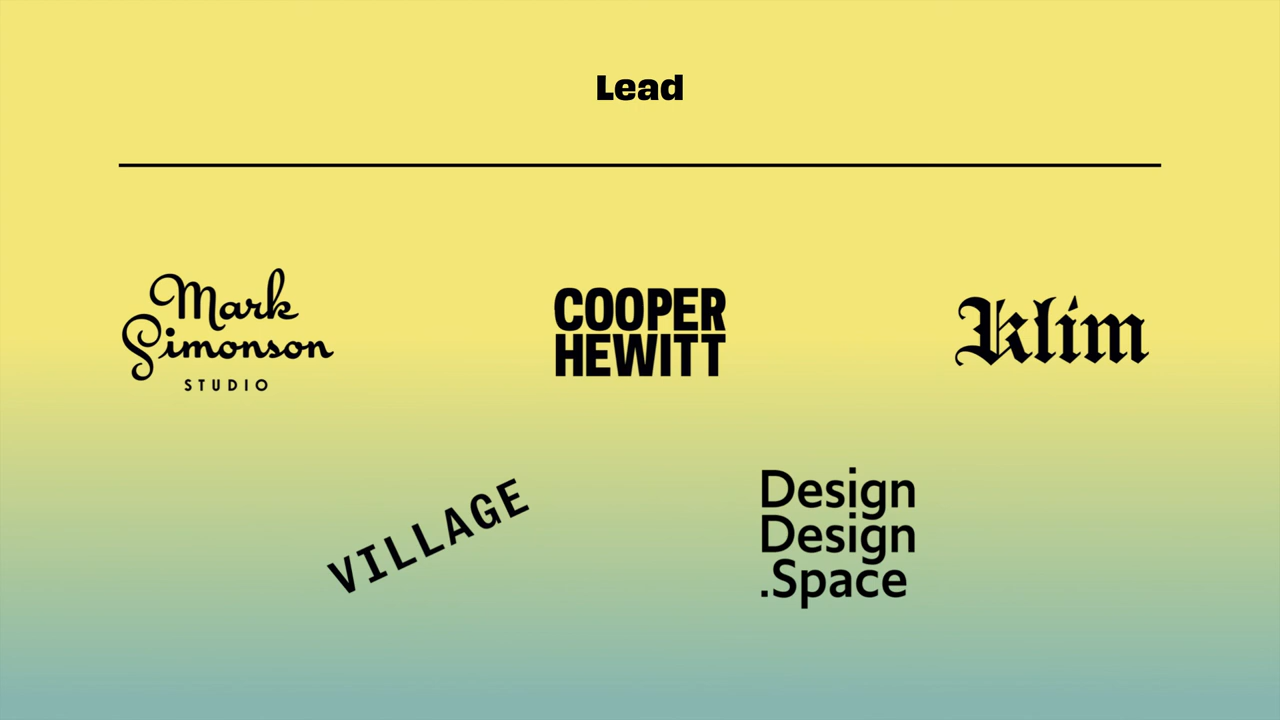 Lead
Mark
Simonson
STUDIO
COOPER
HEWITT
Klim
VILLAGE
Design
Design
.Space